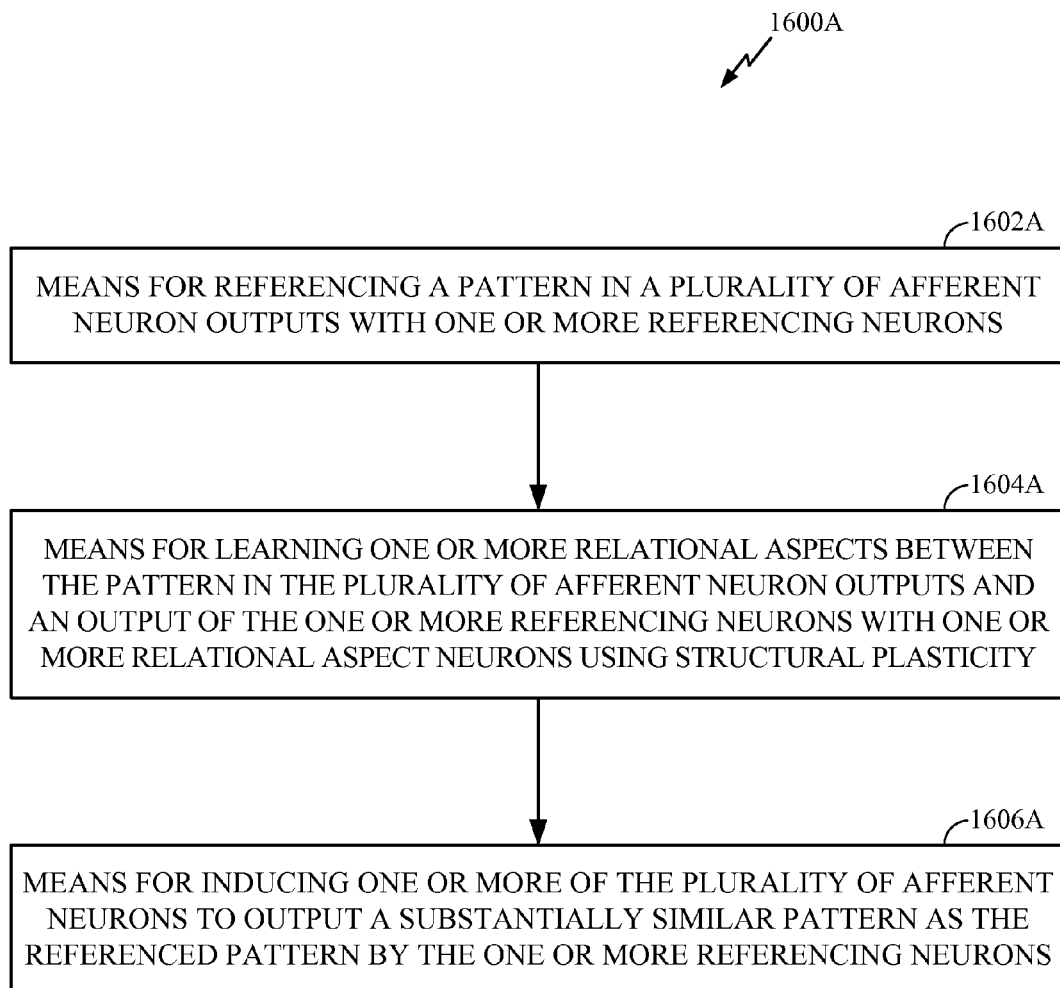 1600A
1602A
MEANS FOR REFERENCING A PATTERN IN A PLURALITY OF AFFERENT
NEURON OUTPUTS WITH ONE OR MORE REFERENCING NEURONS
1604A
MEANS FOR LEARNING ONE OR MORE RELATIONAL ASPECTS BETWEEN
THE PATTERN IN THE PLURALITY OF AFFERENT NEURON OUTPUTS AND
AN OUTPUT OF THE ONE OR MORE REFERENCING NEURONS WITH ONE OR
MORE RELATIONAL ASPECT NEURONS USING STRUCTURAL PLASTICITY
1606A
MEANS FOR INDUCING ONE OR MORE OF THE PLURALITY OF AFFERENT
NEURONS TO OUTPUT A SUBSTANTIALLY SIMILAR PATTERN AS THE
REFERENCED PATTERN BY THE ONE OR MORE REFERENCING NEURONS